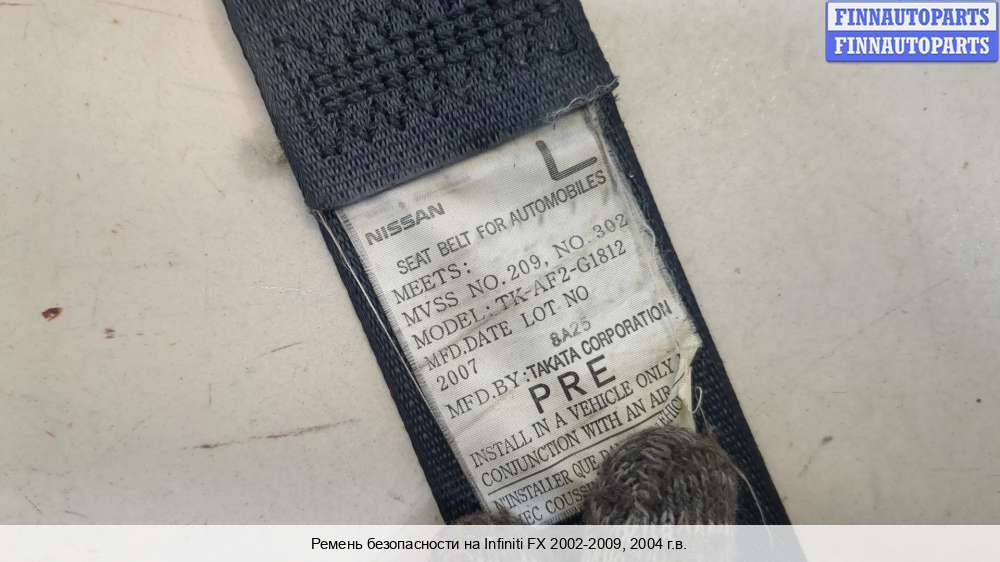 FINNAUTOPARTS
FINNAUTOPARTS
L
NISSAN
SEAT BELT FOR AUTOMOBILES
MEETS:
MVSS NO. 209, NO. 302
MODEL: TK-AF2-G1812
MFD.DATE LOT NO
2007 8A25
MFD.BY: TAKATA CORPORATION
PRE
INSTALL IN A VEHICLE ONLY
CONJUNCTION WITH AN AIR
N'INSTALLER QUE
Ремень безопасности на Infiniti FX 2002-2009, 2004 г.в.